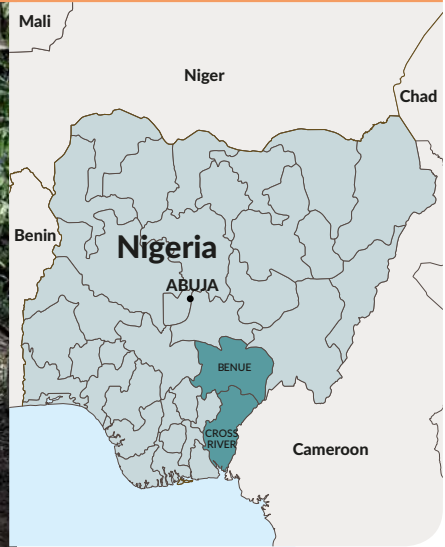 Mali
Niger
Chad
Benin
Nigeria
ABUJA
BENUE
CROSS
RIVER
Cameroon